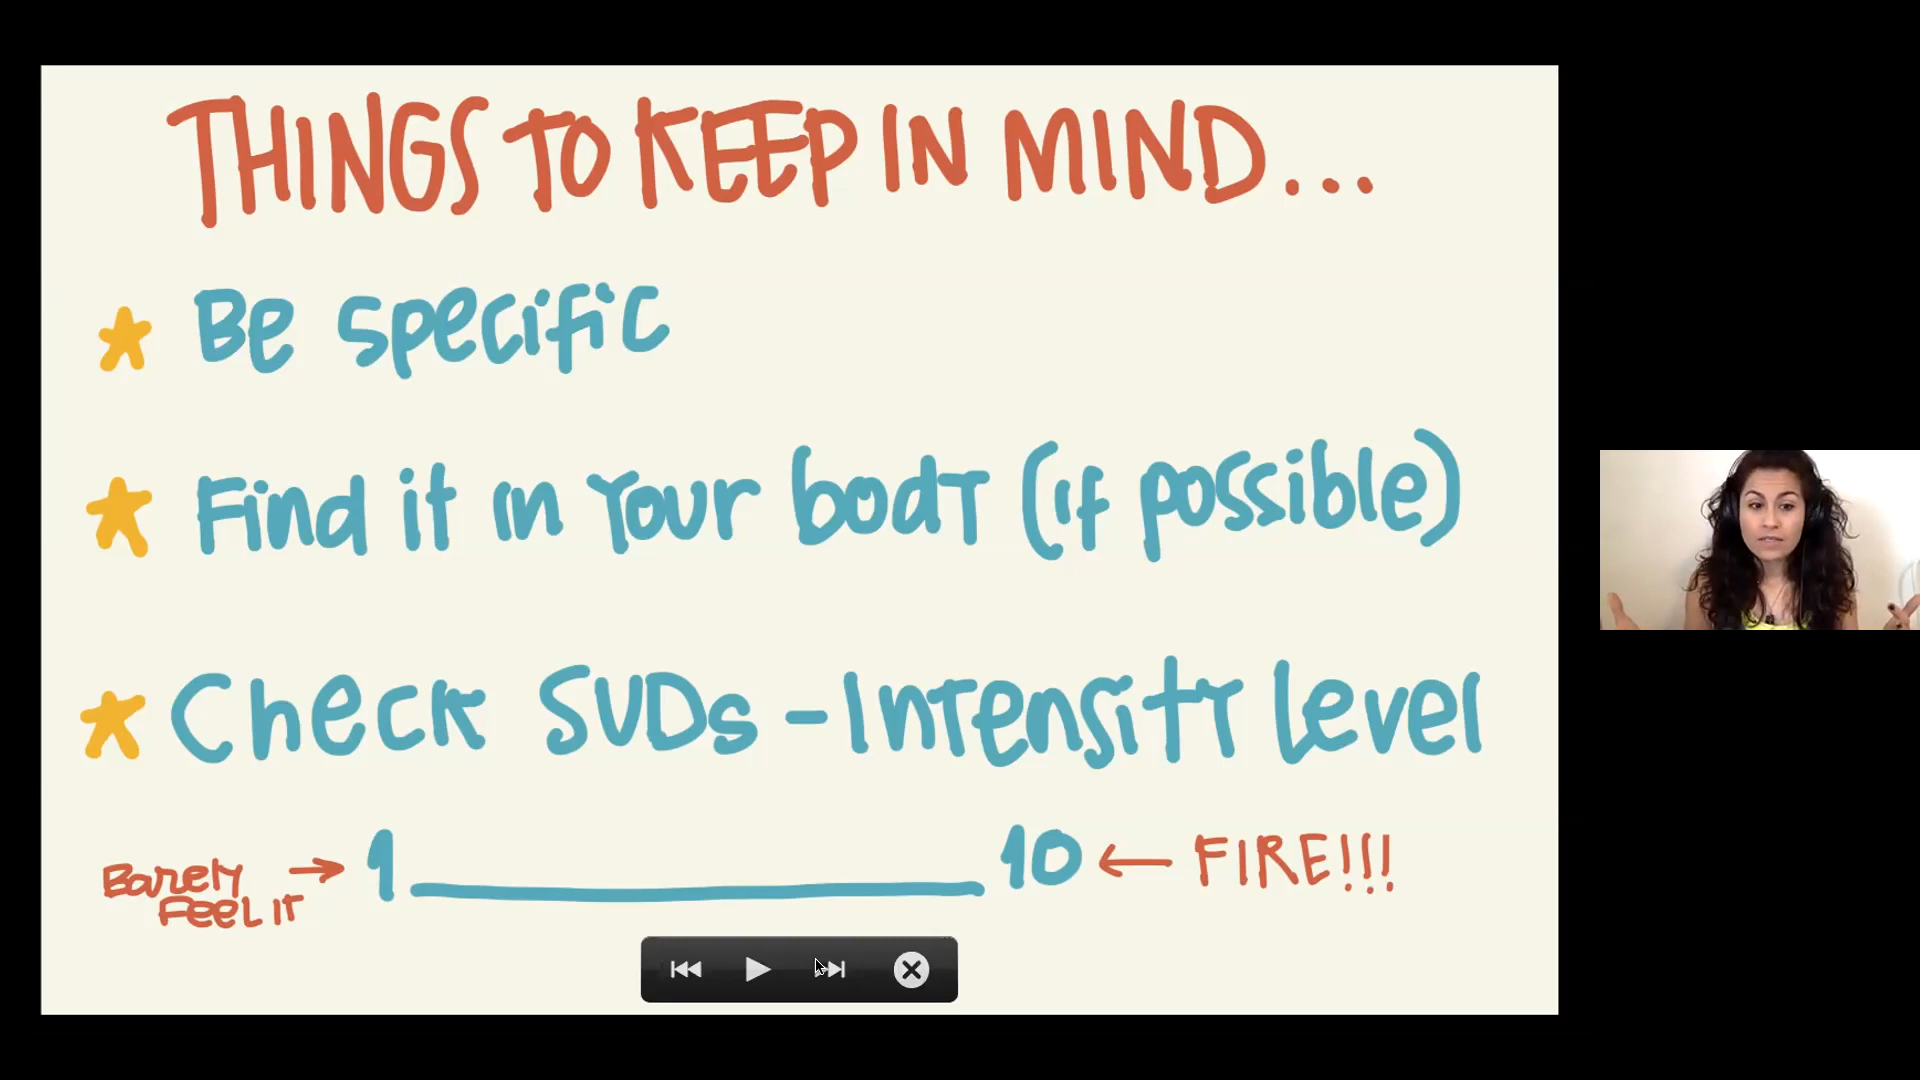 THINGS TO KEEP IN MIND...
Be specific
Find it in Your body (if possible)
Check SUDs - Intensity Level
Barely Feel it → 1 10 ← FIRE!!!